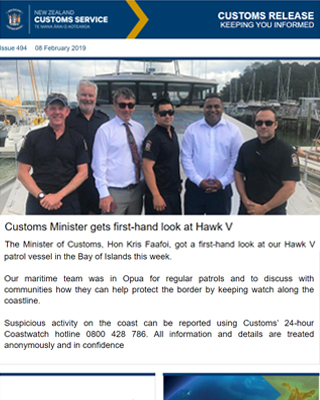 NEW ZEALAND
CUSTOMS SERVICE
TE MANA ĀRAI O AOTEAROA
CUSTOMS RELEASE
KEEPING YOU INFORMED
Issue 494 08 February 2019
Customs Minister gets first-hand look at Hawk V
The Minister of Customs, Hon Kris Faafoi, got a first-hand look at our Hawk V
patrol vessel in the Bay of Islands this week.
Our maritime team was in Opua for regular patrols and to discuss with
communities how they can help protect the border by keeping watch along the
coastline.
Suspicious activity on the coast can be reported using Customs' 24-hour
Coastwatch hotline 0800 428 786. All information and details are treated
anonymously and in confidence